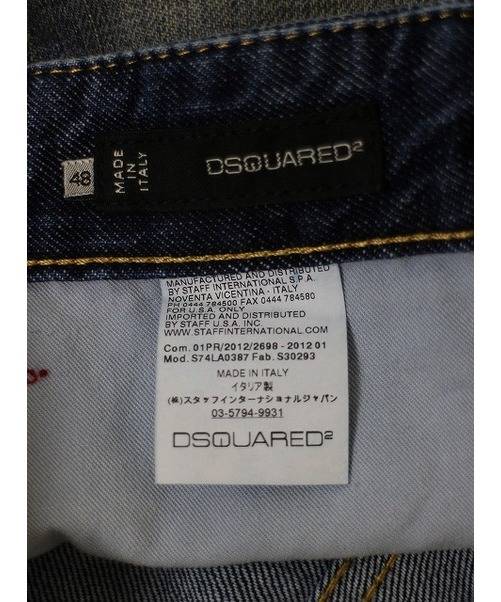 48
MADE
IN
ITALY
DSQUARED²
MANUFACTURED AND DISTRIBUTED
BY STAFF INTERNATIONAL S.P.A.
NOVENTA VICENTINA - ITALY
PH 0444 784500 FAX 0444 784580
FOR U.S.A. ONLY
IMPORTED AND DISTRIBUTED
BY STAFF U.S.A. INC.
WWW.STAFFINTERNATIONAL.COM
Com. 01PR/2012/2698 - 2012 01
Mod. S74LA0387 Fab. S30293
MADE IN ITALY
イタリア製
(株)スタッフインターナショナルジャパン
03-5794-9931
DSQUARED²